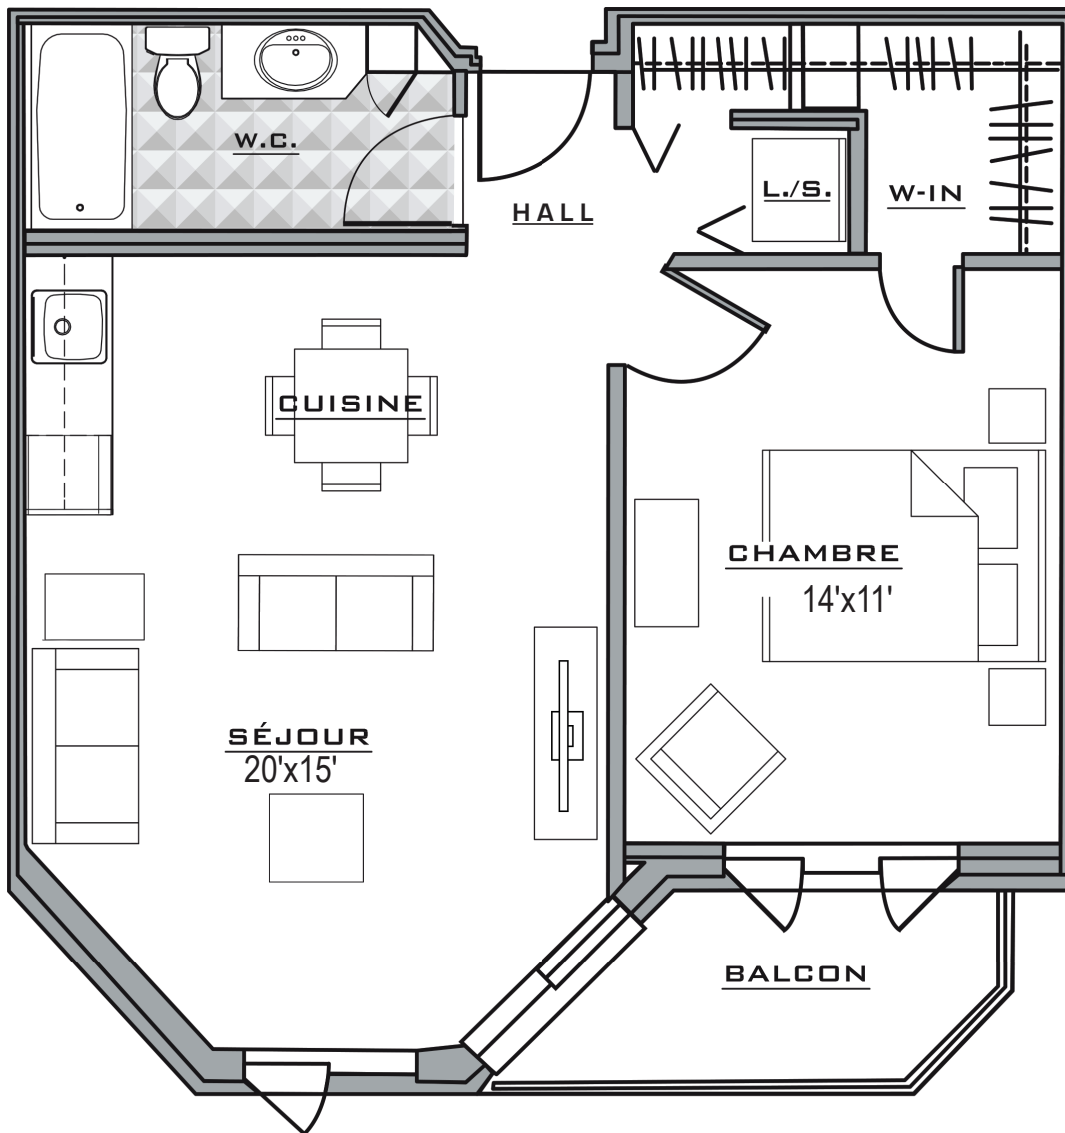 W.C.
HALL
L./S.
W-IN
CUISINE
CHAMBRE
14'x11'
SÉJOUR
20'x15'
BALCON